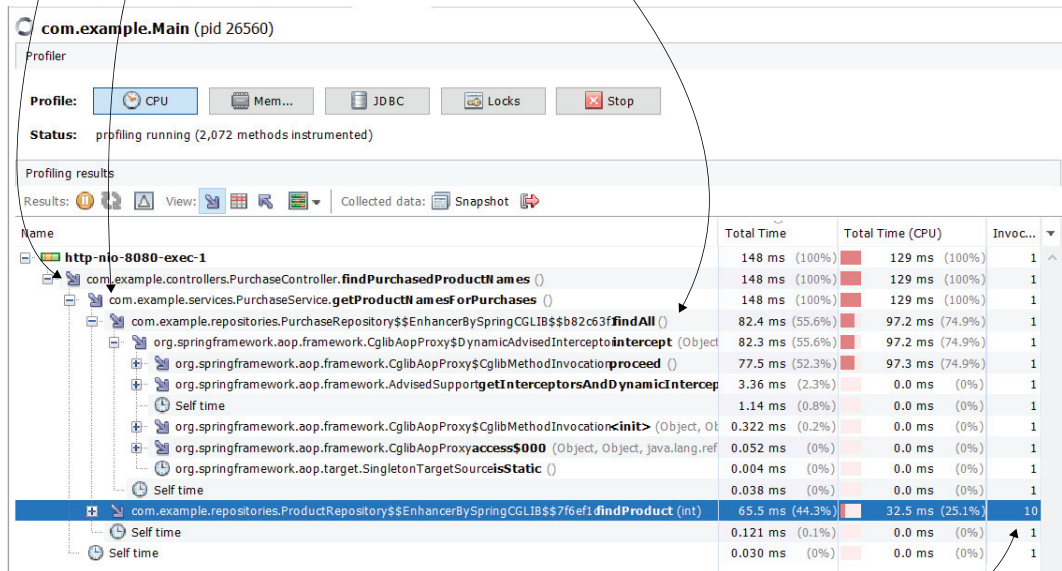 com.example.Main (pid 26560)
Profiler
Profile: CPU Mem... JDBC Locks Stop
Status: profiling running (2,072 methods instrumented)
Profiling results
Results: View: Collected data: Snapshot
Name Total Time Total Time (CPU) Invoc...
http-nio-8080-exec-1 148 ms (100%) 129 ms (100%) 1
com.example.controllers.PurchaseController.findPurchasedProductNames () 148 ms (100%) 129 ms (100%) 1
com.example.services.PurchaseService.getProductNamesForPurchases () 148 ms (100%) 129 ms (100%) 1
com.example.repositories.PurchaseRepository$$EnhancerBySpringCGLIB$$b82c63f findAll () 82.4 ms (55.6%) 97.2 ms (74.9%) 1
org.springframework.aop.framework.CglibAopProxy$DynamicAdvisedInterceptor intercept (Object 82.3 ms (55.6%) 97.2 ms (74.9%) 1
org.springframework.aop.framework.CglibAopProxy$CglibMethodInvocation proceed () 77.5 ms (52.3%) 97.3 ms (74.9%) 1
org.springframework.aop.framework.AdvisedSupport getInterceptorsAndDynamicIntercep 3.36 ms (2.3%) 0.0 ms (0%) 1
Self time 1.14 ms (0.8%) 0.0 ms (0%) 1
org.springframework.aop.framework.CglibAopProxy$CglibMethodInvocation <init> (Object, Ob 0.322 ms (0.2%) 0.0 ms (0%) 1
org.springframework.aop.framework.CglibAopProxy access$000 (Object, Object, java.lang.ref 0.052 ms (0%) 0.0 ms (0%) 1
org.springframework.aop.target.SingletonTargetSource isStatic () 0.004 ms (0%) 0.0 ms (0%) 1
Self time 0.038 ms (0%) 0.0 ms (0%) 1
com.example.repositories.ProductRepository$$EnhancerBySpringCGLIB$$7f6ef1 findProduct (int) 65.5 ms (44.3%) 32.5 ms (25.1%) 10
Self time 0.121 ms (0.1%) 0.0 ms (0%) 1
Self time 0.030 ms (0%) 0.0 ms (0%) 1